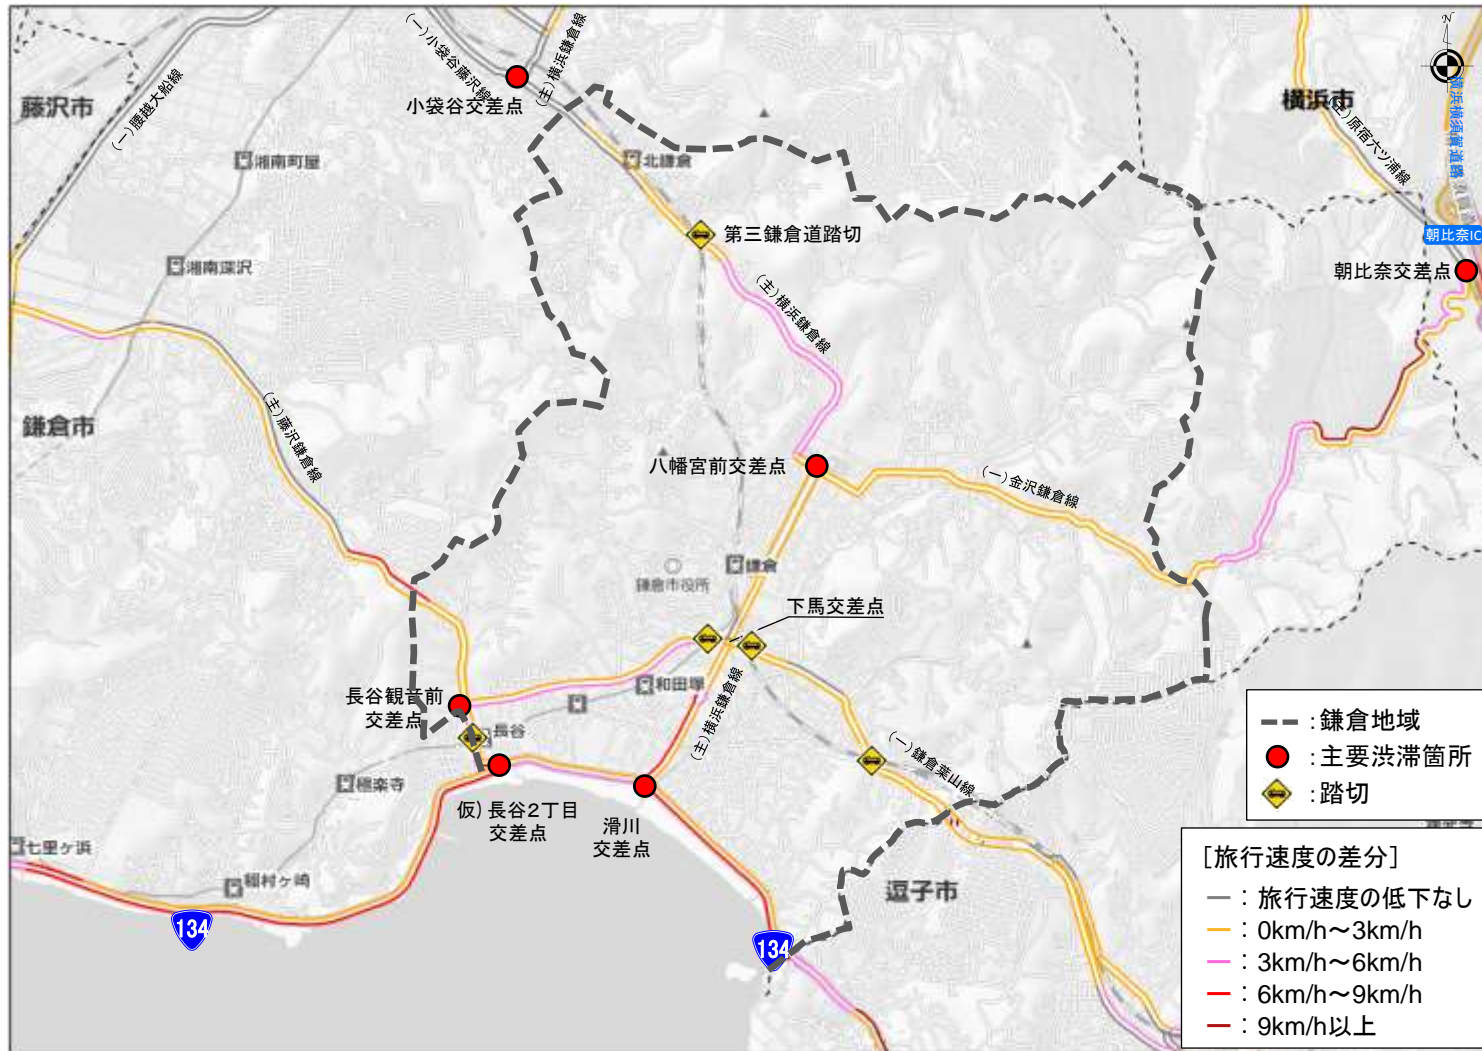 (一)小袋谷藤沢線
(主)横浜鎌倉線
N
藤沢市
(一)腰越大船線
小袋谷交差点
横浜市
横浜横須賀道路
(主)原宿六ツ浦線
湘南町屋
北鎌倉
第三鎌倉道踏切
朝比奈IC
朝比奈交差点
湘南深沢
(主)横浜鎌倉線
(主)藤沢鎌倉線
鎌倉市
八幡宮前交差点
(一)金沢鎌倉線
鎌倉
鎌倉市役所
下馬交差点
和田塚
長谷観音前
交差点
長谷
(主)横浜鎌倉線
(一)鎌倉葉山線
極楽寺
仮)長谷2丁目
交差点
滑川
交差点
七里ヶ浜
稲村ヶ崎
逗子市
134
134
:鎌倉地域
:主要渋滞箇所
:踏切
[旅行速度の差分]
:旅行速度の低下なし
:0km/h～3km/h
:3km/h～6km/h
:6km/h～9km/h
:9km/h以上